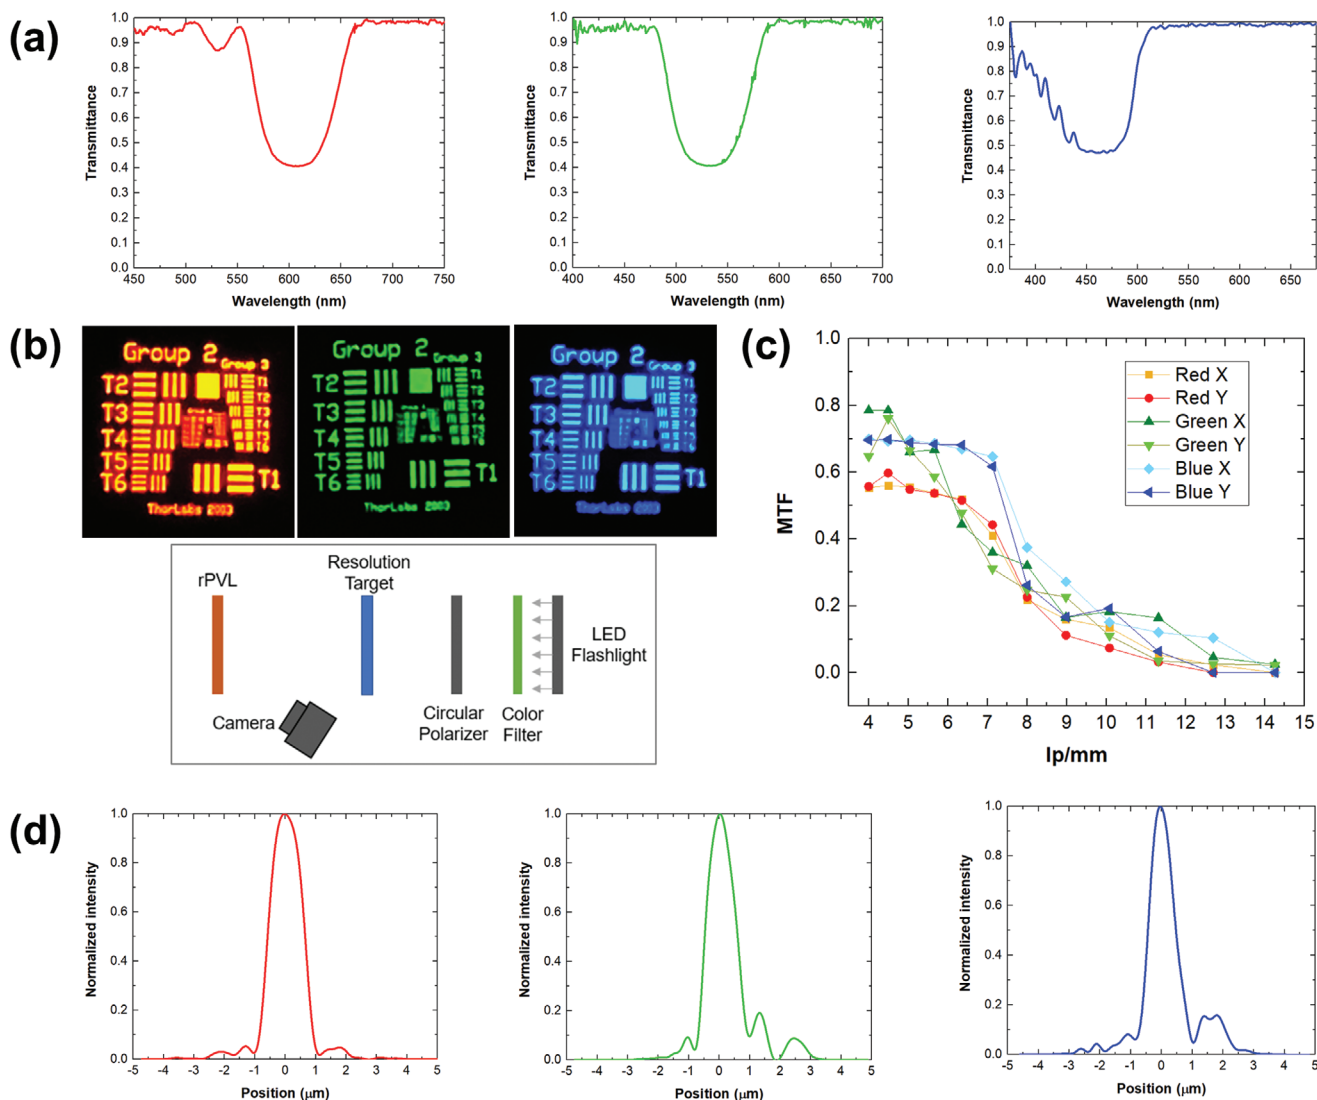 (a)
1.0
0.9
0.8
0.7
0.6
0.5
0.4
0.3
0.2
0.1
0.0
Transmittance
450 500 550 600 650 700 750
Wavelength (nm)
1.0
0.9
0.8
0.7
0.6
0.5
0.4
0.3
0.2
0.1
0.0
Transmittance
400 450 500 550 600 650 700
Wavelength (nm)
1.0
0.9
0.8
0.7
0.6
0.5
0.4
0.3
0.2
0.1
0.0
Transmittance
400 450 500 550 600 650
Wavelength (nm)
(b)
Group 2
Group 3
T2
T3
T4
T5
T6
T1
T1
T2
ThorLabs 2003
Group 2
Group 3
T2
T3
T4
T5
T6
T1
T1
T2
ThorLabs 2003
Group 2
Group 3
T2
T3
T4
T5
T6
T1
T1
T2
ThorLabs 2003
rPVL
Resolution
Target
LED
Flashlight
Camera
Circular
Polarizer
Color
Filter
(c)
1.0
0.8
0.6
0.4
0.2
0.0
MTF
Red X
Red Y
Green X
Green Y
Blue X
Blue Y
4 5 6 7 8 9 10 11 12 13 14 15
lp/mm
(d)
1.0
0.8
0.6
0.4
0.2
0.0
Normalized intensity
-5 -4 -3 -2 -1 0 1 2 3 4 5
Position (μm)
1.0
0.8
0.6
0.4
0.2
0.0
Normalized intensity
-5 -4 -3 -2 -1 0 1 2 3 4 5
Position (μm)
1.0
0.8
0.6
0.4
0.2
0.0
Normalized intensity
-5 -4 -3 -2 -1 0 1 2 3 4 5
Position (μm)